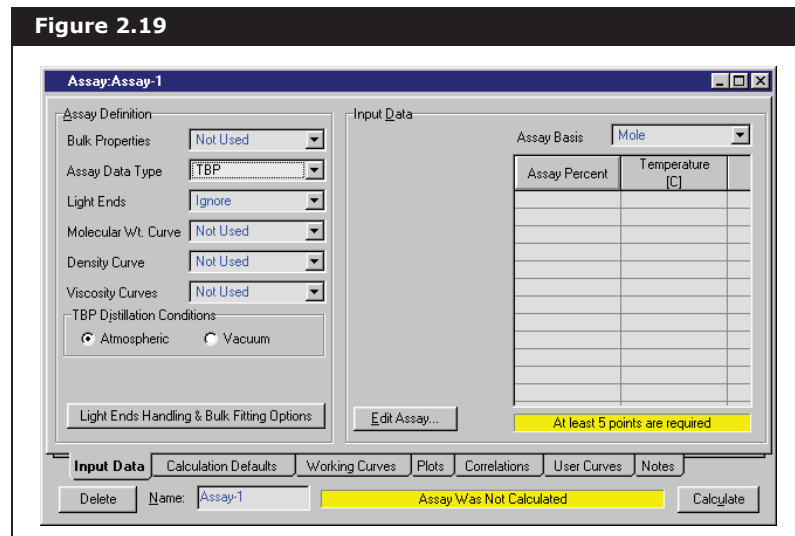 Figure 2.19
Assay:Assay-1
Assay Definition
Bulk Properties Not Used
Assay Data Type TBP
Light Ends Ignore
Molecular Wt. Curve Not Used
Density Curve Not Used
Viscosity Curves Not Used
TBP Distillation Conditions
Atmospheric Vacuum
Light Ends Handling & Bulk Fitting Options
Input Data
Assay Basis Mole
Assay Percent Temperature
[C]
Edit Assay...
At least 5 points are required
Input Data Calculation Defaults Working Curves Plots Correlations User Curves Notes
Delete Name: Assay-1 Assay Was Not Calculated Calculate